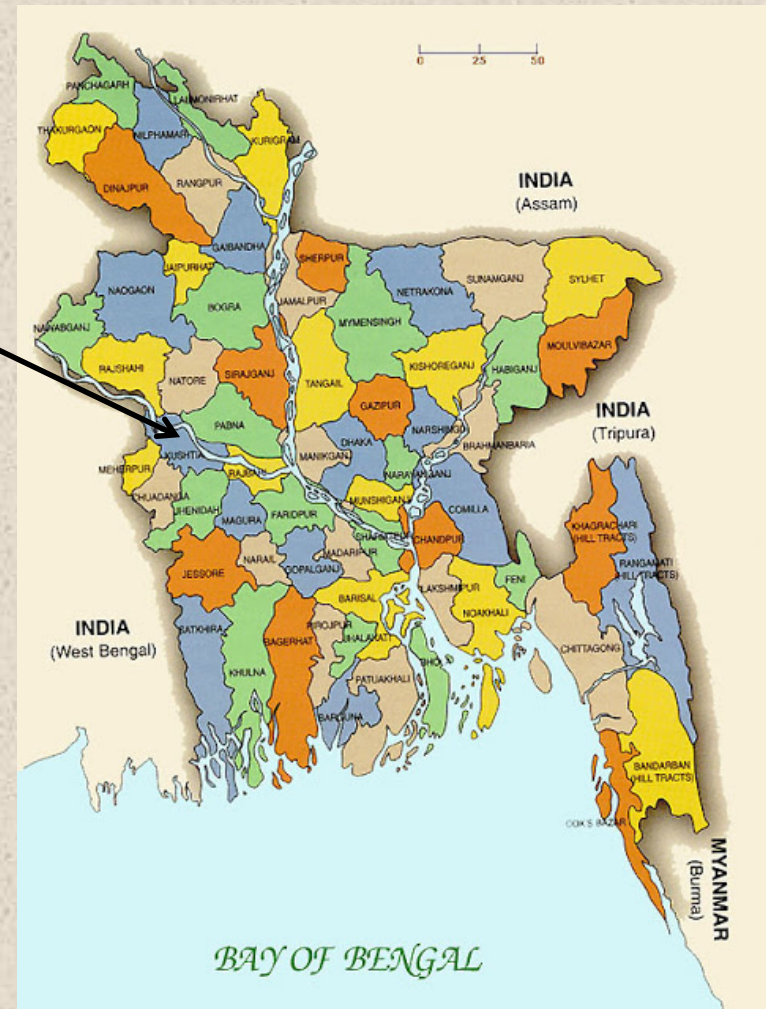 0 25 50
PANCHAGARH
LALMONIRHAT
THAKURGAON
NILPHAMARI
KURIGRAM
DINAJPUR
RANGPUR
INDIA
(Assam)
GAIBANDHA
SHERPUR
JAIPURHAT
NAOGAON
BOGRA
JAMALPUR
NETRAKONA
SUNAMGANJ
SYLHET
MYMENSINGH
NAWABGANJ
RAJSHAHI
NATORE
SIRAJGANJ
TANGAIL
KISHOREGANJ
HABIGANJ
MOULVIBAZAR
GAZIPUR
INDIA
(Tripura)
PABNA
DHAKA
NARSHINGDI
BRAHMANBARIA
KUSHTIA
MANIKGANJ
MEHERPUR
RAJBARI
NARAYANGANJ
CHUADANGA
JHENIDAH
MUNSHIGANJ
MAGURA
FARIDPUR
COMILLA
KHAGRACHARI
(HILL TRACTS)
CHANDPUR
NARAIL
MADARIPUR
JESSORE
GOPALGANJ
RANGAMATI
(HILL TRACTS)
FENI
LAKSHMIPUR
BARISAL
NOAKHALI
INDIA
(West Bengal)
SATKHIRA
BAGERHAT
PIROJPUR
JHALAKATI
CHITTAGONG
KHULNA
PATUAKHALI
BHOLA
BARGUNA
BANDARBAN
(HILL TRACTS)
COX'S BAZAR
MYANMAR
(Burma)
BAY OF BENGAL